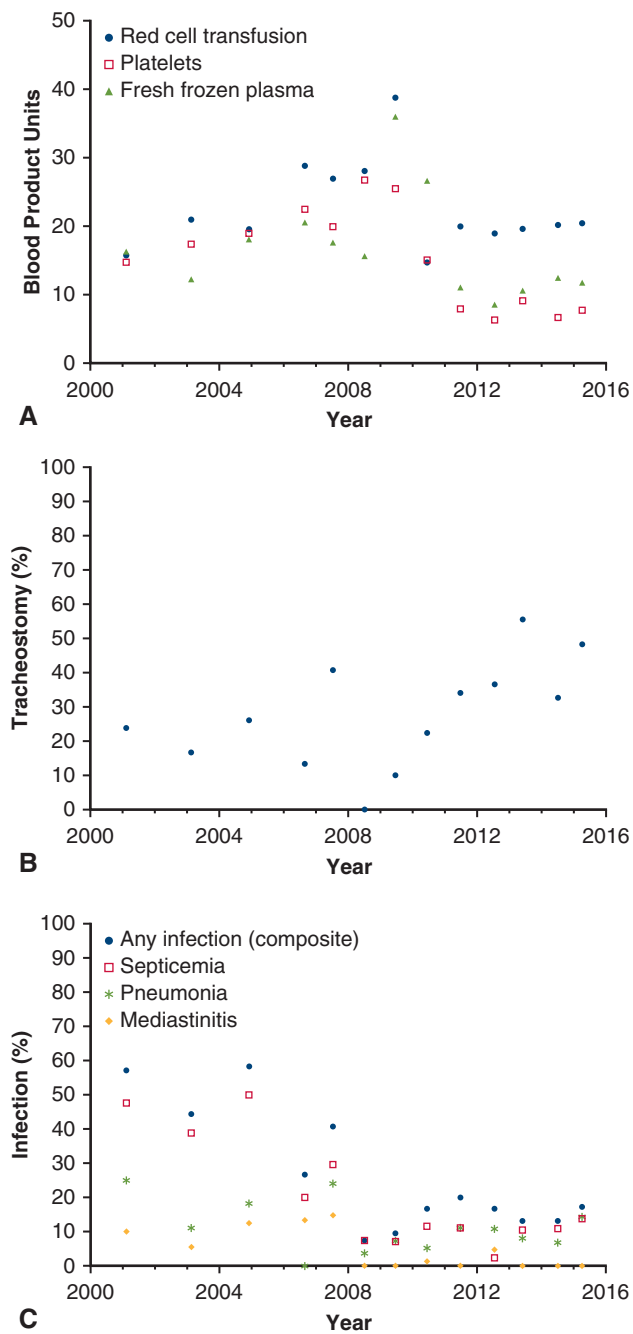 50
Red cell transfusion
Platelets
40
Fresh frozen plasma
30
20
10
0
Blood Product Units
2000 2004 2008 2012 2016
Year
A
100
90
80
70
60
50
40
30
20
10
0
Tracheostomy (%)
2000 2004 2008 2012 2016
Year
B
100
Any infection (composite)
90
Septicemia
80
Pneumonia
Mediastinitis
70
60
50
40
30
20
10
0
Infection (%)
2000 2004 2008 2012 2016
Year
C